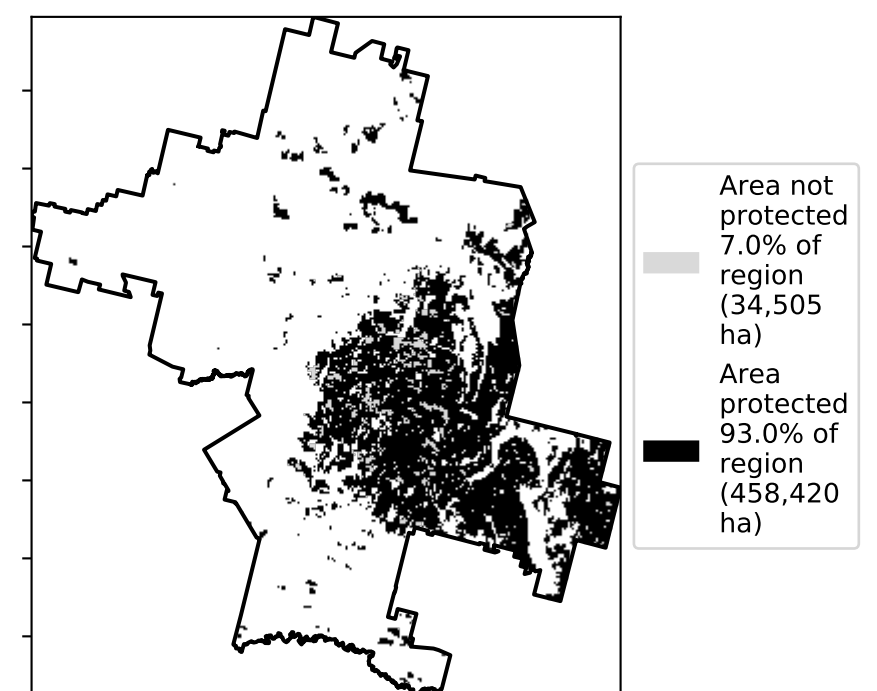 Area not
protected
7.0% of
region
(34,505
ha)
Area
protected
93.0% of
region
(458,420
ha)